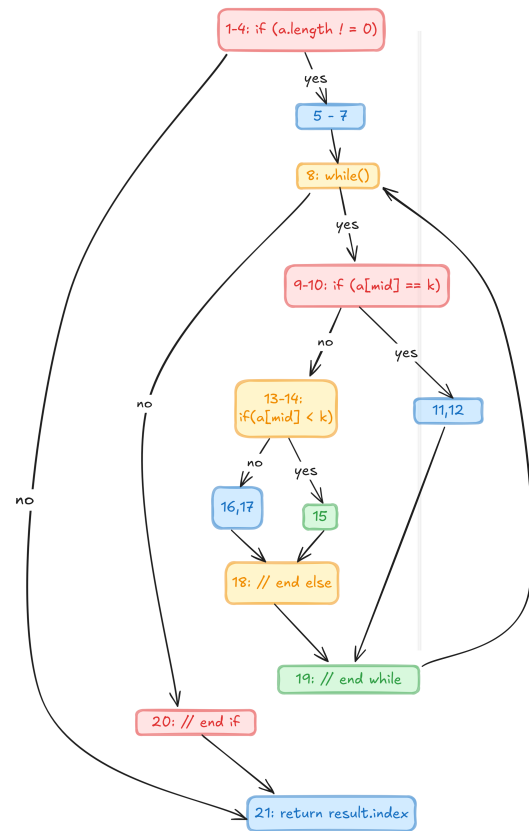 1-4: if (a.length != 0)
yes
5 - 7
8: while()
yes
9-10: if (a[mid] == k)
no
yes
13-14:
if(a[mid] < k)
no
11,12
no
yes
16,17
no
15
18: // end else
19: // end while
20: // end if
21: return result.index